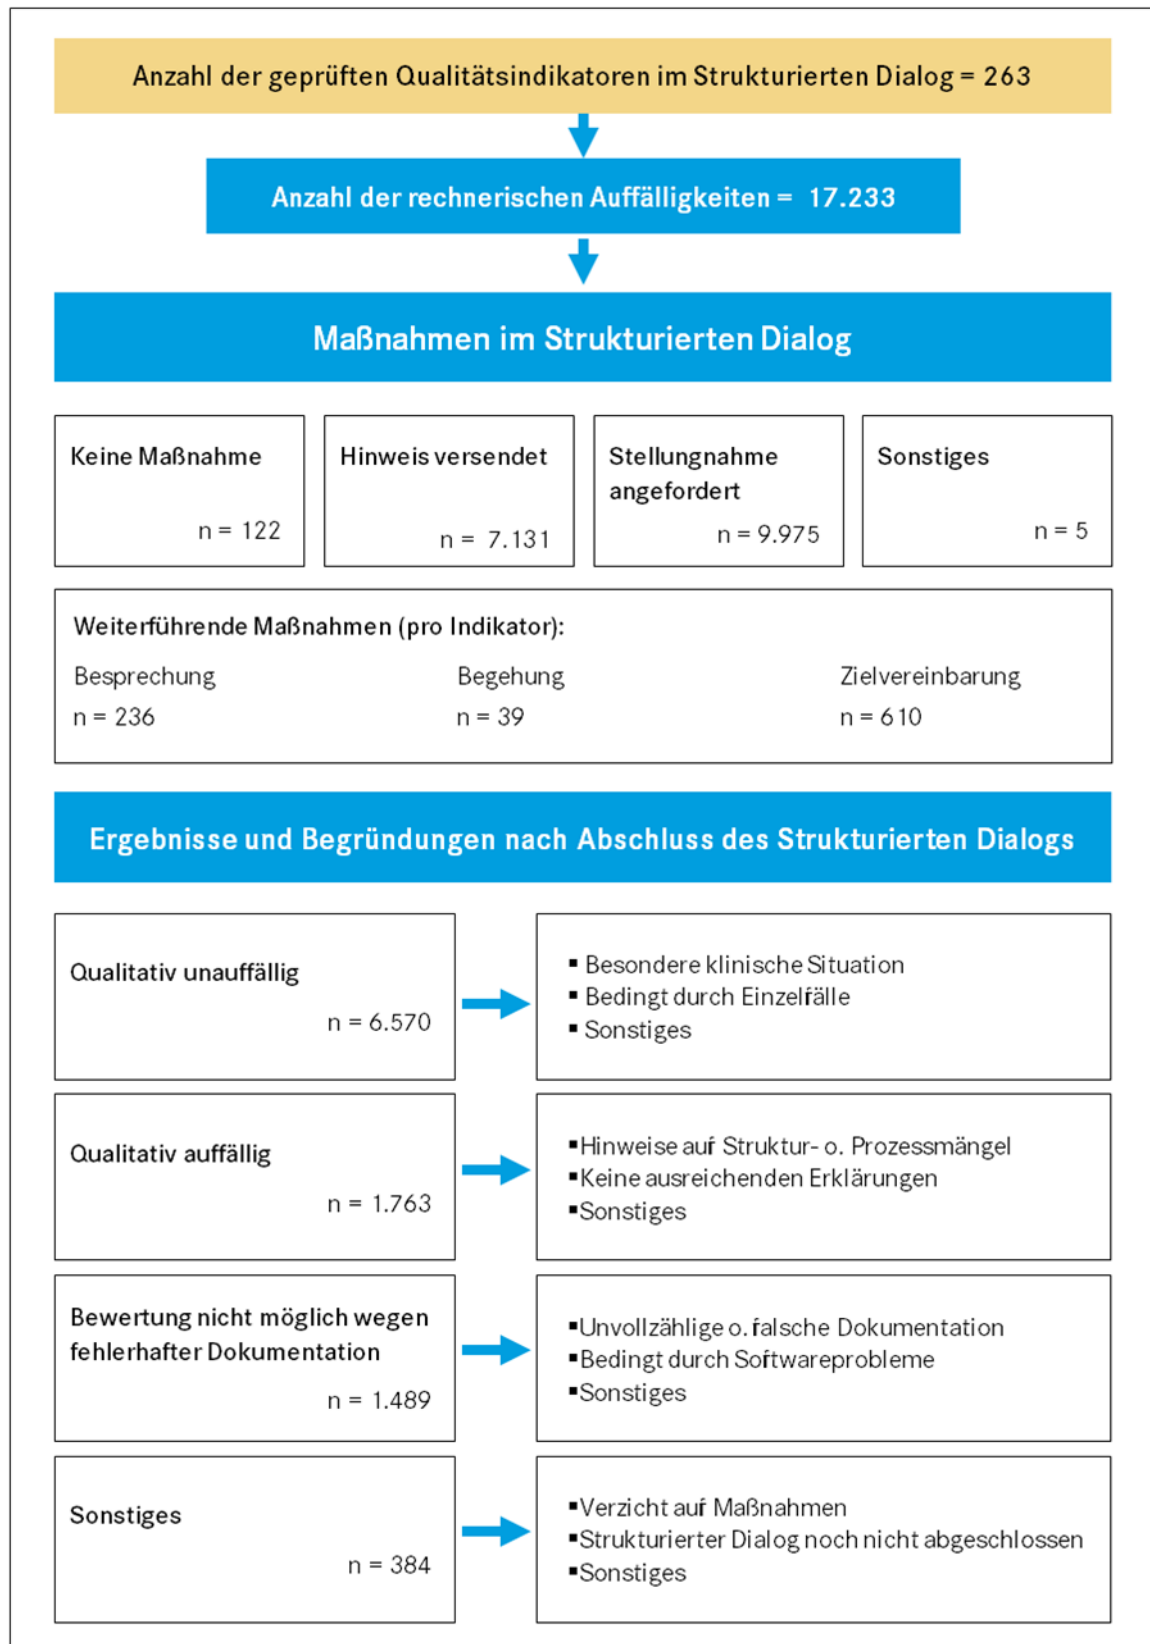 Anzahl der geprüften Qualitätsindikatoren im Strukturierten Dialog = 263
Anzahl der rechnerischen Auffälligkeiten = 17.233
Maßnahmen im Strukturierten Dialog
Keine Maßnahme
n = 122
Hinweis versendet
n = 7.131
Stellungnahme
angefordert
n = 9.975
Sonstiges
n = 5
Weiterführende Maßnahmen (pro Indikator):
Besprechung
n = 236
Begehung
n = 39
Zielvereinbarung
n = 610
Ergebnisse und Begründungen nach Abschluss des Strukturierten Dialogs
Qualitativ unauffällig
n = 6.570
▪ Besondere klinische Situation
▪ Bedingt durch Einzelfälle
▪ Sonstiges
Qualitativ auffällig
n = 1.763
▪Hinweise auf Struktur- o. Prozessmängel
▪Keine ausreichenden Erklärungen
▪Sonstiges
Bewertung nicht möglich wegen
fehlerhafter Dokumentation
n = 1.489
▪Unvollzählige o. falsche Dokumentation
▪Bedingt durch Softwareprobleme
▪Sonstiges
Sonstiges
n = 384
▪Verzicht auf Maßnahmen
▪Strukturierter Dialog noch nicht abgeschlossen
▪Sonstiges